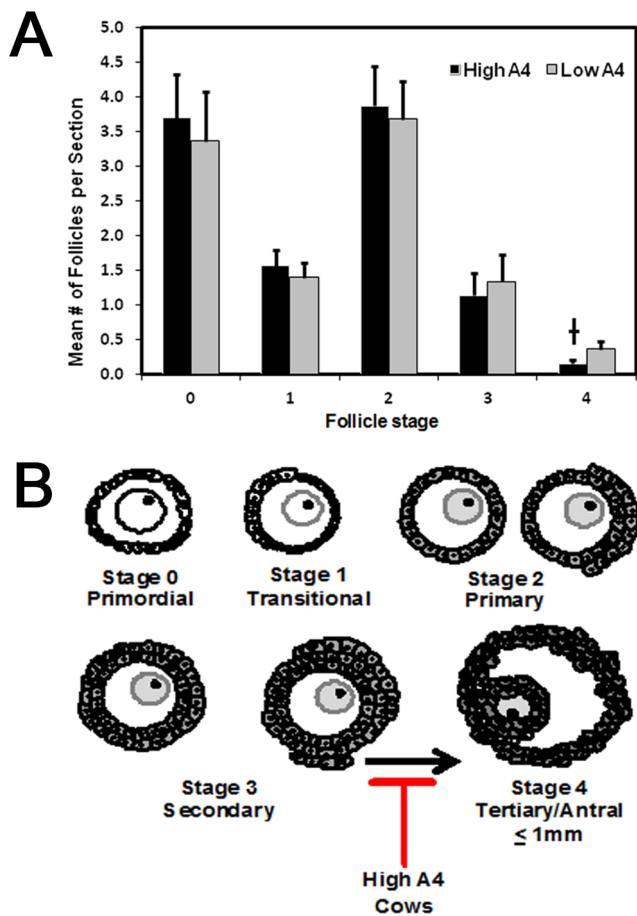 A
5.0
4.5
4.0
3.5
3.0
2.5
2.0
1.5
1.0
0.5
0.0
Mean # of Follicles per Section
High A4 Low A4
ǂ
0 1 2 3 4
Follicle stage
B
Stage 0
Primordial
Stage 1
Transitional
Stage 2
Primary
Stage 3
Secondary
Stage 4
Tertiary/Antral
≤ 1mm
High A4
Cows